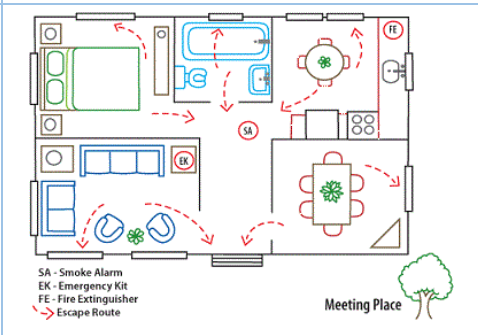 FE
SA
EK
SA - Smoke Alarm
EK - Emergency Kit
FE - Fire Extinguisher
Escape Route
Meeting Place